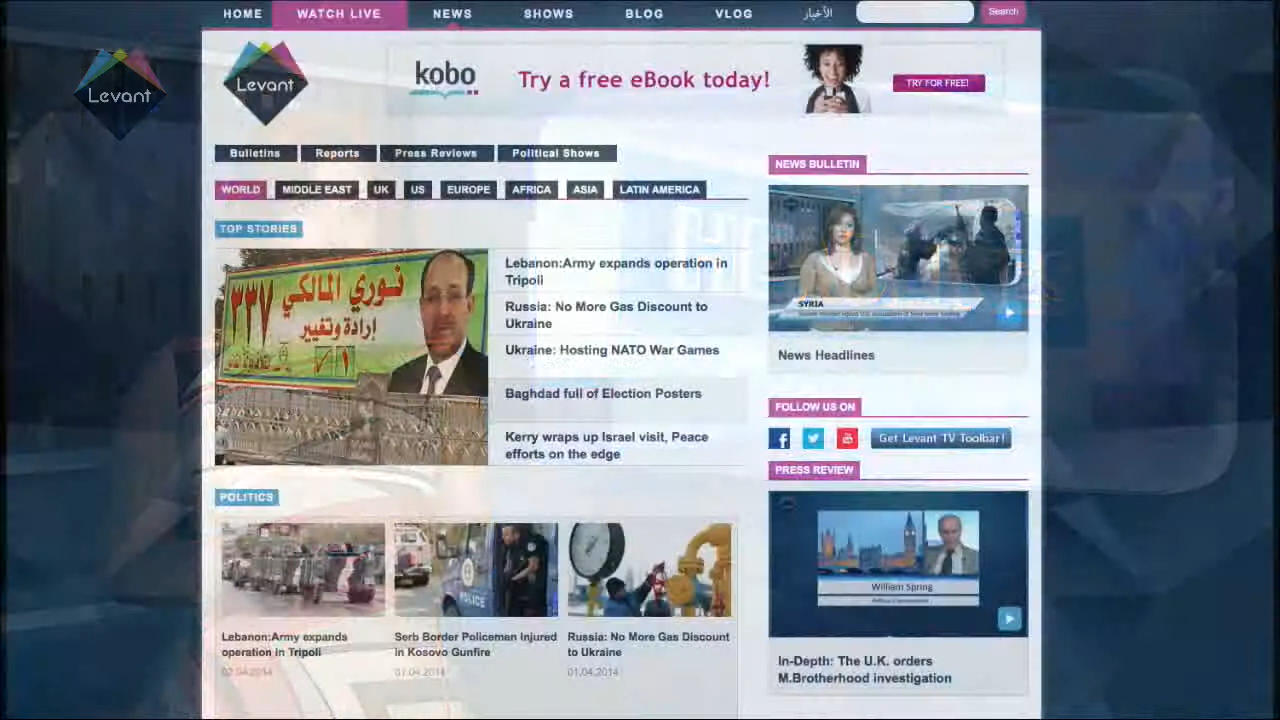 HOME WATCH LIVE NEWS SHOWS BLOG VLOG الأخبار Search
Levant
Levant
kobo
Try a free eBook today!
TRY FOR FREE!
Bulletins Reports Press Reviews Political Shows
WORLD MIDDLE EAST UK US EUROPE AFRICA ASIA LATIN AMERICA
TOP STORIES
نوري المالكي
٣٣٧
إرادة وتغيير
Lebanon:Army expands operation in
Tripoli
Russia: No More Gas Discount to
Ukraine
Ukraine: Hosting NATO War Games
Baghdad full of Election Posters
Kerry wraps up Israel visit, Peace
efforts on the edge
POLITICS
POLICE
Lebanon:Army expands
operation in Tripoli
02.04.2014
Serb Border Policemen Injured
in Kosovo Gunfire
01.04.2014
Russia: No More Gas Discount
to Ukraine
01.04.2014
NEWS BULLETIN
SYRIA
News Headlines
FOLLOW US ON
Get Levant TV Toolbar!
PRESS REVIEW
William Spring
In-Depth: The U.K. orders
M.Brotherhood investigation